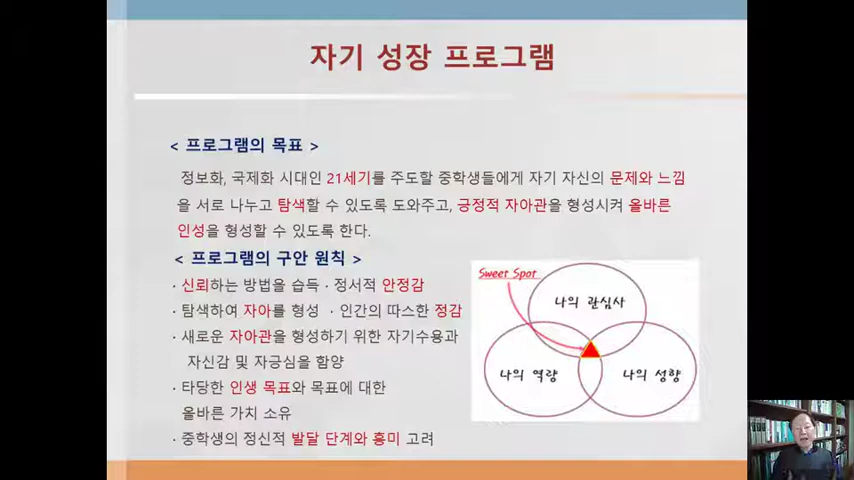 자기 성장 프로그램
< 프로그램의 목표 >
정보화, 국제화 시대인 21세기를 주도할 중학생들에게 자기 자신의 문제와 느낌
을 서로 나누고 탐색할 수 있도록 도와주고, 긍정적 자아관을 형성시켜 올바른
인성을 형성할 수 있도록 한다.
< 프로그램의 구안 원칙 >
· 신뢰하는 방법을 습득 · 정서적 안정감
· 탐색하여 자아를 형성 · 인간의 따스한 정감
· 새로운 자아관을 형성하기 위한 자기수용과
자신감 및 자긍심을 함양
· 타당한 인생 목표와 목표에 대한
올바른 가치 소유
· 중학생의 정신적 발달 단계와 흥미 고려
Sweet Spot
나의 관심사
나의 역량
나의 성향